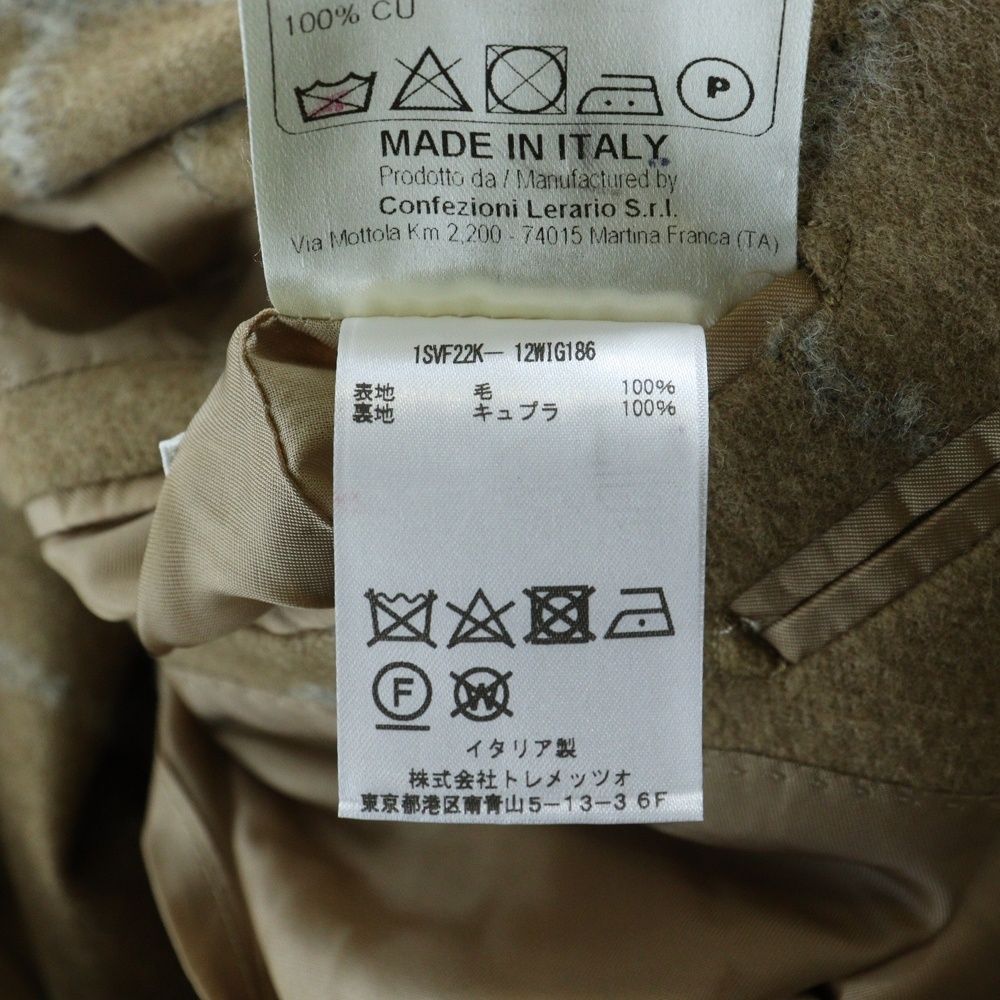 100% CU
P
MADE IN ITALY
Prodotto da / Manufactured by
Confezioni Lerario S.r.l.
Via Mottola Km 2,200 - 74015 Martina Franca (TA)
1SVF22K— 12WIG186
表地 毛 100%
裏地 キュプラ 100%
F W
イタリア製
株式会社トレメッツォ
東京都港区南青山5-13-3 6F